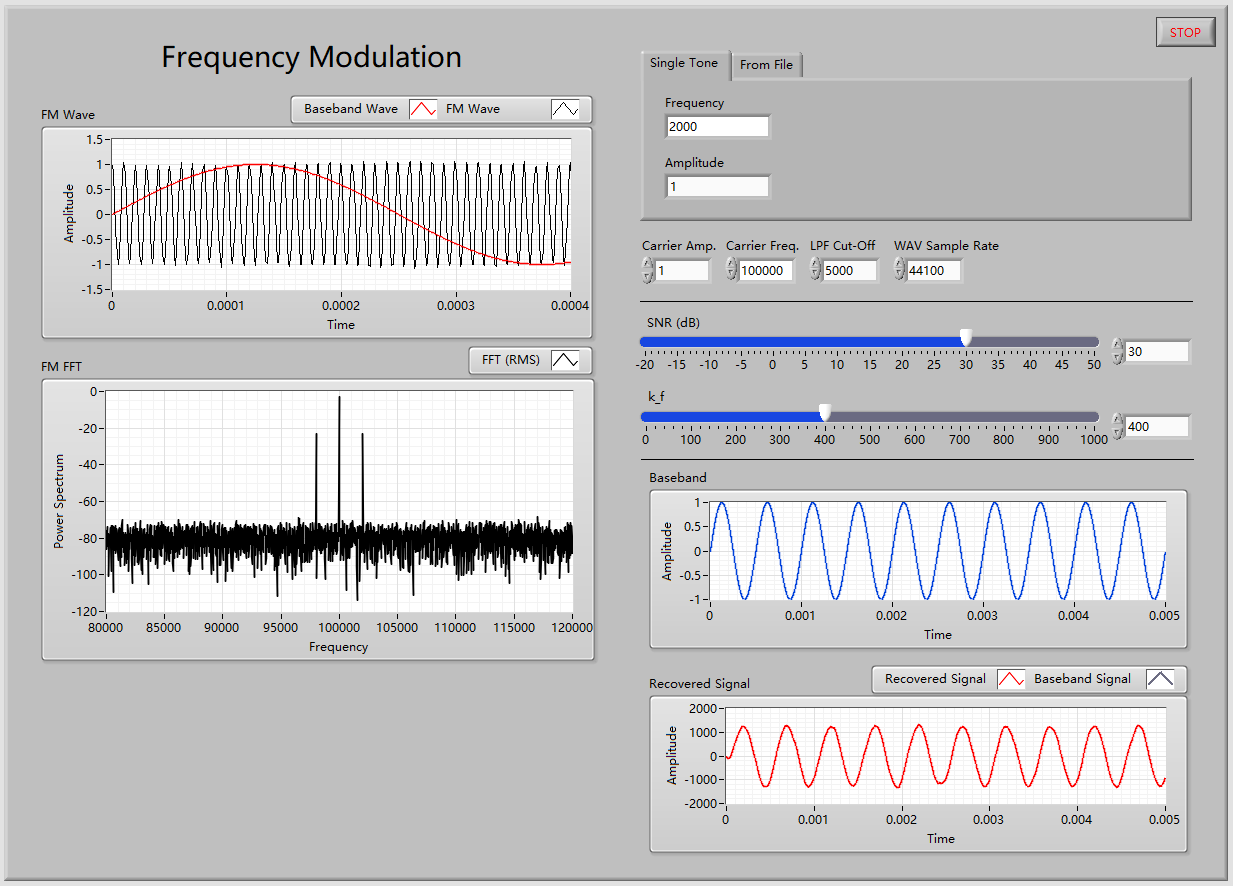 Frequency Modulation
STOP
FM Wave
Baseband Wave FM Wave
Amplitude
1.5
1
0.5
0
-0.5
-1
-1.5
0 0.0001 0.0002 0.0003 0.0004
Time
FM FFT
FFT (RMS)
Power Spectrum
0
-20
-40
-60
-80
-100
-120
80000 85000 90000 95000 100000 105000 110000 115000 120000
Frequency
Single Tone From File
Frequency
2000
Amplitude
1
Carrier Amp. Carrier Freq. LPF Cut-Off WAV Sample Rate
1 100000 5000 44100
SNR (dB)
30
-20 -15 -10 -5 0 5 10 15 20 25 30 35 40 45 50
k_f
400
0 100 200 300 400 500 600 700 800 900 1000
Baseband
Amplitude
1
0.5
0
-0.5
-1
0 0.001 0.002 0.003 0.004 0.005
Time
Recovered Signal
Recovered Signal Baseband Signal
Amplitude
2000
1000
0
-1000
-2000
0 0.001 0.002 0.003 0.004 0.005
Time